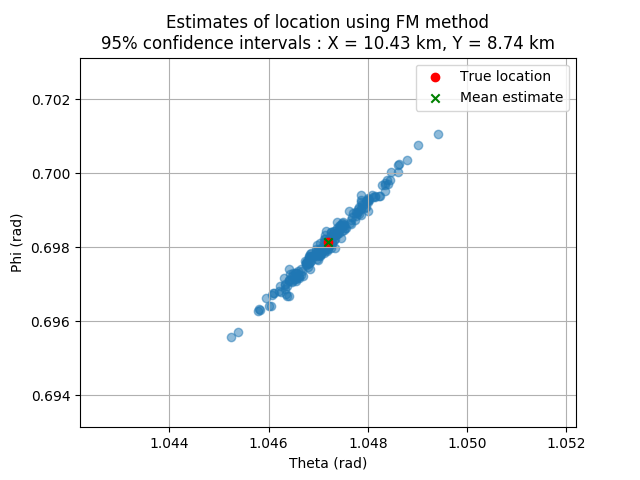 Estimates of location using FM method
95% confidence intervals : X = 10.43 km, Y = 8.74 km
True location
Mean estimate
0.702
0.700
0.698
0.696
0.694
Phi (rad)
1.044 1.046 1.048 1.050 1.052
Theta (rad)